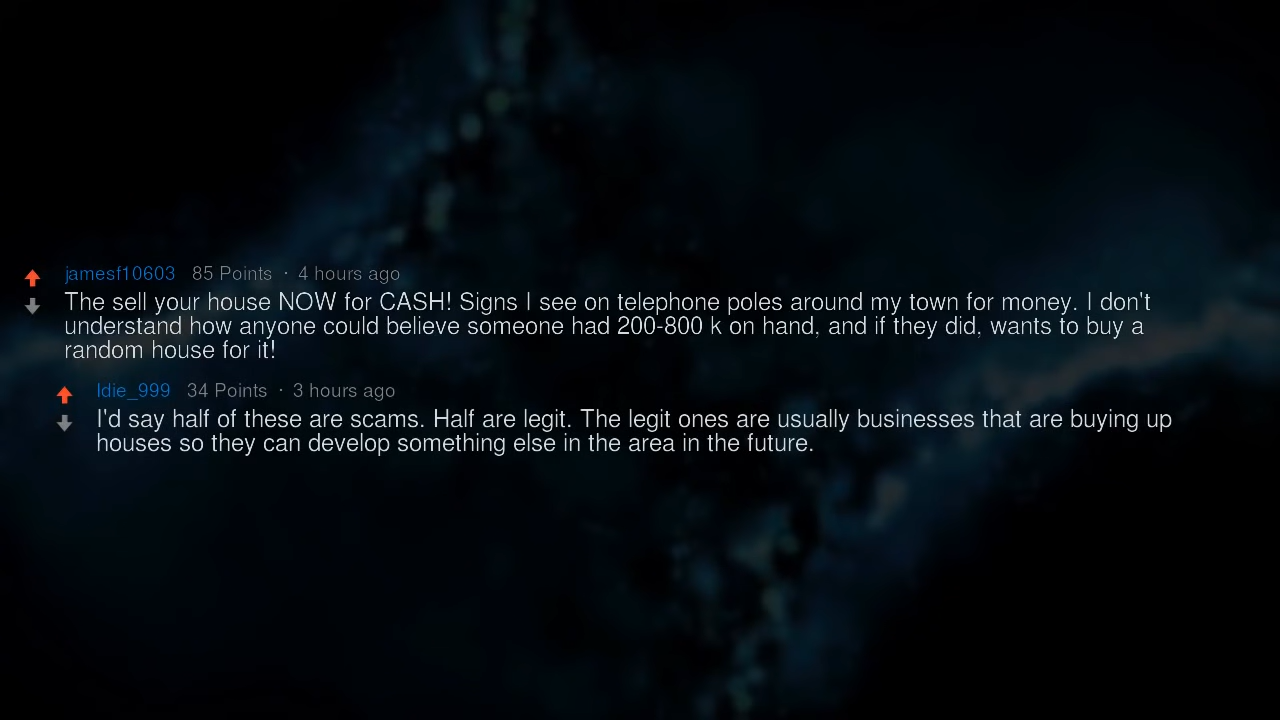 jamesf10603 85 Points · 4 hours ago
The sell your house NOW for CASH! Signs I see on telephone poles around my town for money. I don't
understand how anyone could believe someone had 200-800 k on hand, and if they did, wants to buy a
random house for it!
Idie_999 34 Points · 3 hours ago
I'd say half of these are scams. Half are legit. The legit ones are usually businesses that are buying up
houses so they can develop something else in the area in the future.